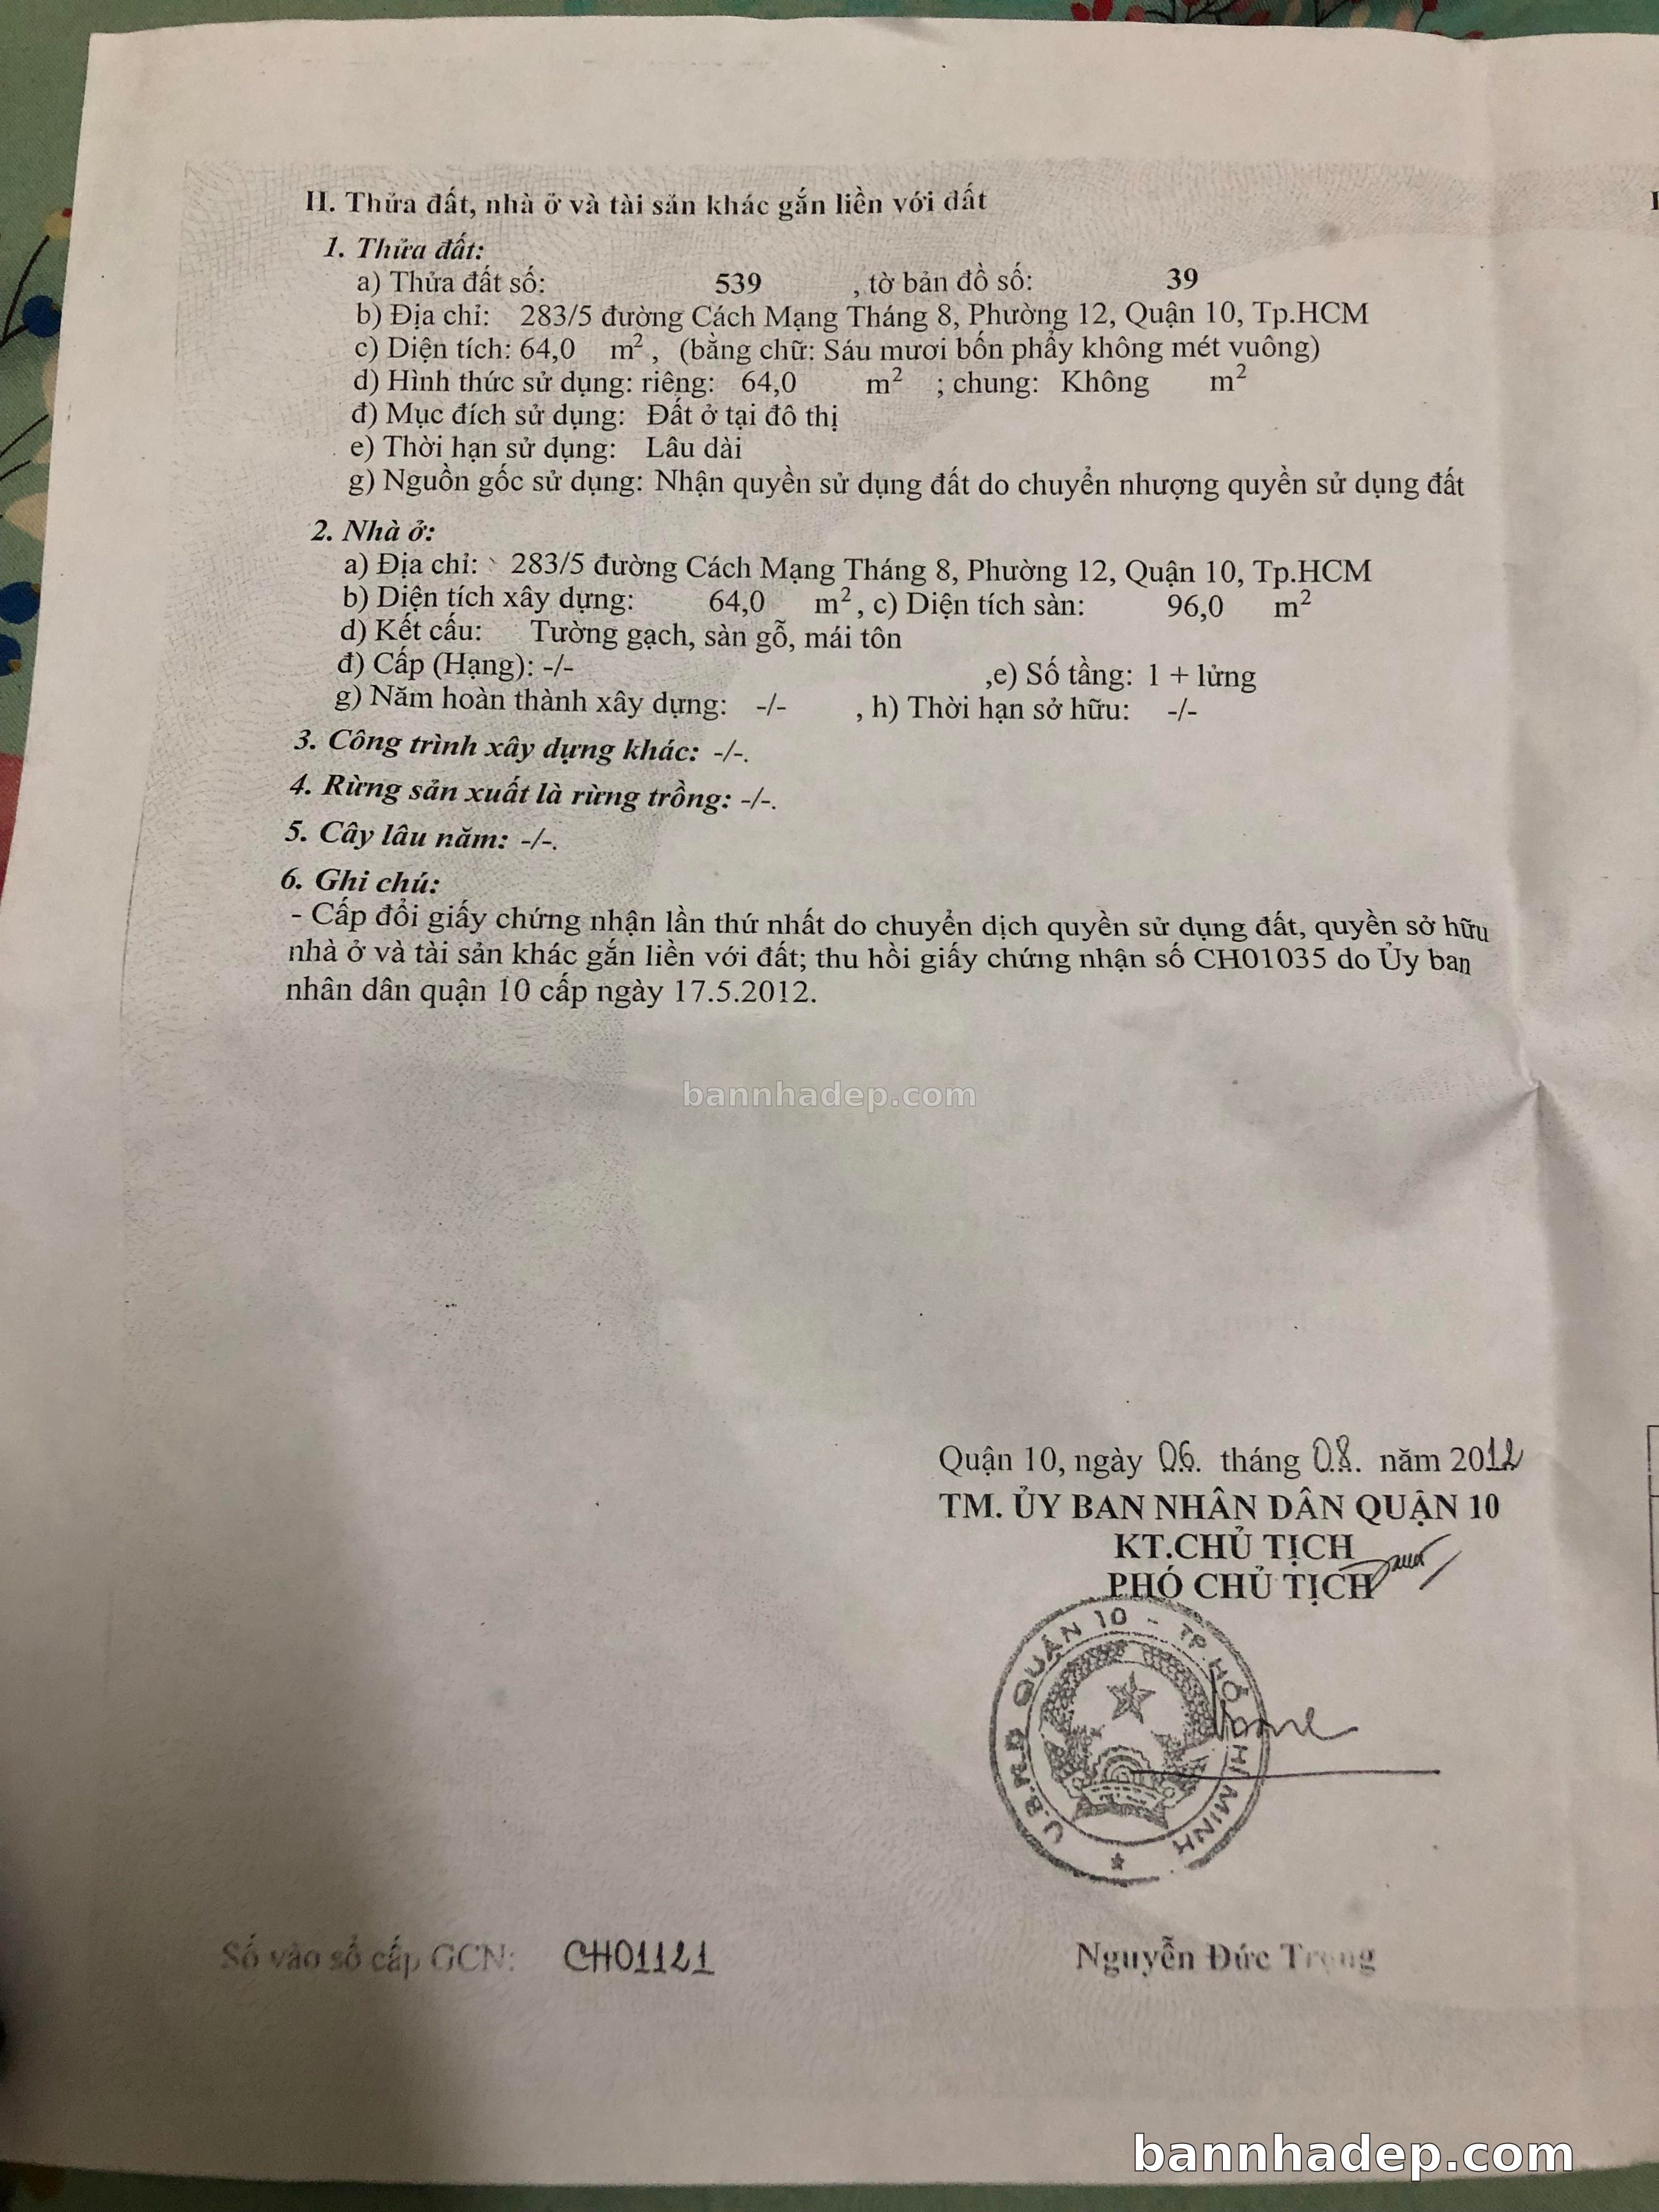 II. Thửa đất, nhà ở và tài sản khác gắn liền với đất
1. Thửa đất:
a) Thửa đất số: 539 , tờ bản đồ số: 39
b) Địa chỉ: 283/5 đường Cách Mạng Tháng 8, Phường 12, Quận 10, Tp.HCM
c) Diện tích: 64,0 m², (bằng chữ: Sáu mươi bốn phẩy không mét vuông)
d) Hình thức sử dụng: riêng: 64,0 m² ; chung: Không m²
đ) Mục đích sử dụng: Đất ở tại đô thị
e) Thời hạn sử dụng: Lâu dài
g) Nguồn gốc sử dụng: Nhận quyền sử dụng đất do chuyển nhượng quyền sử dụng đất
2. Nhà ở:
a) Địa chỉ: 283/5 đường Cách Mạng Tháng 8, Phường 12, Quận 10, Tp.HCM
b) Diện tích xây dựng: 64,0 m², c) Diện tích sàn: 96,0 m²
d) Kết cấu: Tường gạch, sàn gỗ, mái tôn
đ) Cấp (Hạng): -/- ,e) Số tầng: 1 + lửng
g) Năm hoàn thành xây dựng: -/- , h) Thời hạn sở hữu: -/-
3. Công trình xây dựng khác: -/-.
4. Rừng sản xuất là rừng trồng: -/-.
5. Cây lâu năm: -/-.
6. Ghi chú:
- Cấp đổi giấy chứng nhận lần thứ nhất do chuyển dịch quyền sử dụng đất, quyền sở hữu
nhà ở và tài sản khác gắn liền với đất; thu hồi giấy chứng nhận số CH01035 do Ủy ban
nhân dân quận 10 cấp ngày 17.5.2012.
bannhadep.com
Quận 10, ngày 06. tháng 08. năm 2012
TM. ỦY BAN NHÂN DÂN QUẬN 10
KT.CHỦ TỊCH
PHÓ CHỦ TỊCH
U.B.N.D QUẬN 10 - TP. HỒ CHÍ MINH
Số vào sổ cấp GCN: CH01121
Nguyễn Đức Trọng
bannhadep.com